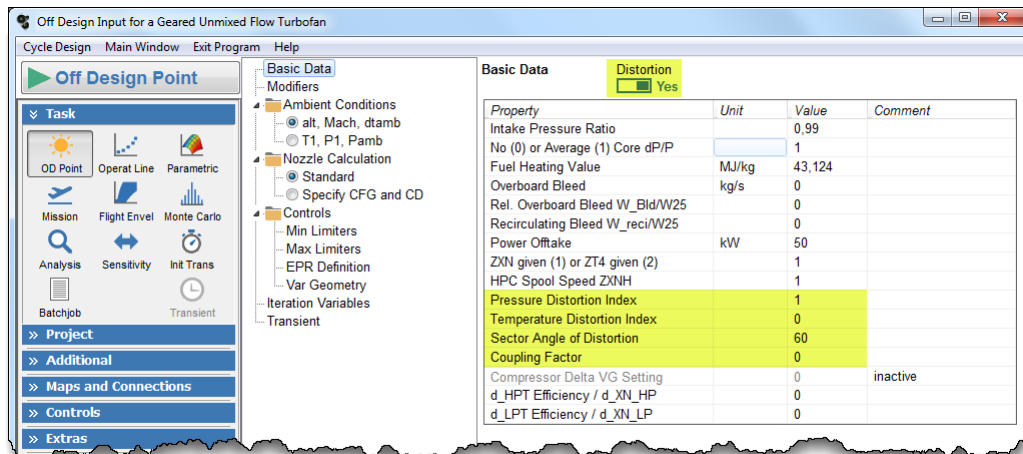 Off Design Input for a Geared Unmixed Flow Turbofan
Cycle Design Main Window Exit Program Help
Off Design Point
Task
OD Point Operat Line Parametric
Mission Flight Envel Monte Carlo
Analysis Sensitivity Init Trans
Batchjob Transient
Project
Additional
Maps and Connections
Controls
Extras
Basic Data
Modifiers
Ambient Conditions
alt, Mach, dtamb
T1, P1, Pamb
Nozzle Calculation
Standard
Specify CFG and CD
Controls
Min Limiters
Max Limiters
EPR Definition
Var Geometry
Iteration Variables
Transient
Basic Data Distortion
Yes
Property Unit Value Comment
Intake Pressure Ratio 0,99
No (0) or Average (1) Core dP/P 1
Fuel Heating Value MJ/kg 43,124
Overboard Bleed kg/s 0
Rel. Overboard Bleed W_Bld/W25 0
Recirculating Bleed W_reci/W25 0
Power Offtake kW 50
ZXN given (1) or ZT4 given (2) 1
HPC Spool Speed ZXNH 1
Pressure Distortion Index 1
Temperature Distortion Index 0
Sector Angle of Distortion 60
Coupling Factor 0
Compressor Delta VG Setting 0 inactive
d_HPT Efficiency / d_XN_HP 0
d_LPT Efficiency / d_XN_LP 0